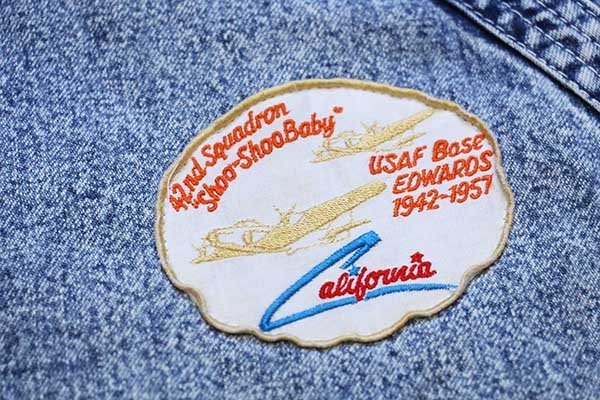 42nd Squadron
"Shoo-Shoo Baby"
USAF Base
EDWARDS
1942-1957
California